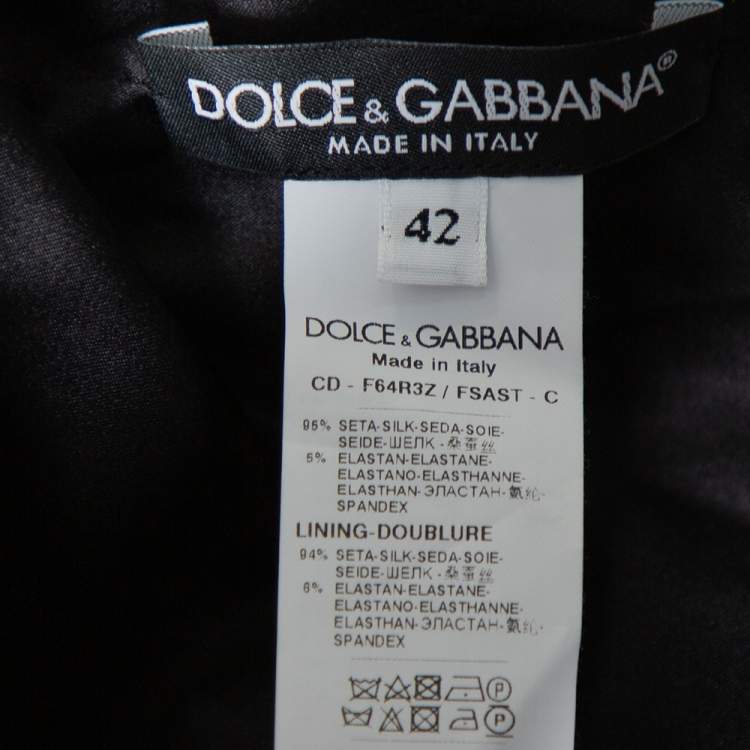 DOLCE & GABBANA®
MADE IN ITALY
42
DOLCE & GABBANA
Made in Italy
CD - F64R3Z / FSAST - C
95% SETA-SILK-SEDA-SOIE-
SEIDE-ШЕЛК-桑蚕丝
5% ELASTAN-ELASTANE-
ELASTANO-ELASTHANNE-
ELASTHAN-ЭЛАСТАН-氨纶-
SPANDEX
LINING-DOUBLURE
94% SETA-SILK-SEDA-SOIE-
SEIDE-ШЕЛК-桑蚕丝
6% ELASTAN-ELASTANE-
ELASTANO-ELASTHANNE-
ELASTHAN-ЭЛАСТАН-氨纶-
SPANDEX
P
P